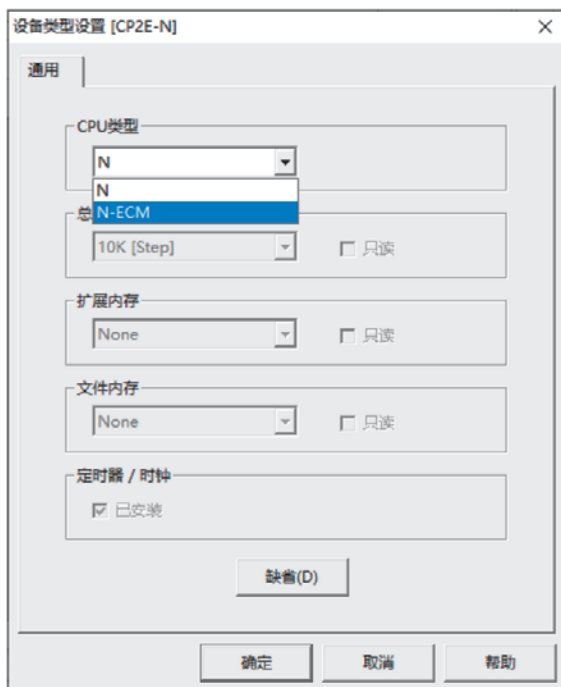 设备类型设置 [CP2E-N]
通用
CPU类型
N
N
N-ECM
总
10K [Step]
只读
扩展内存
None
只读
文件内存
None
只读
定时器 / 时钟
已安装
缺省(D)
确定
取消
帮助